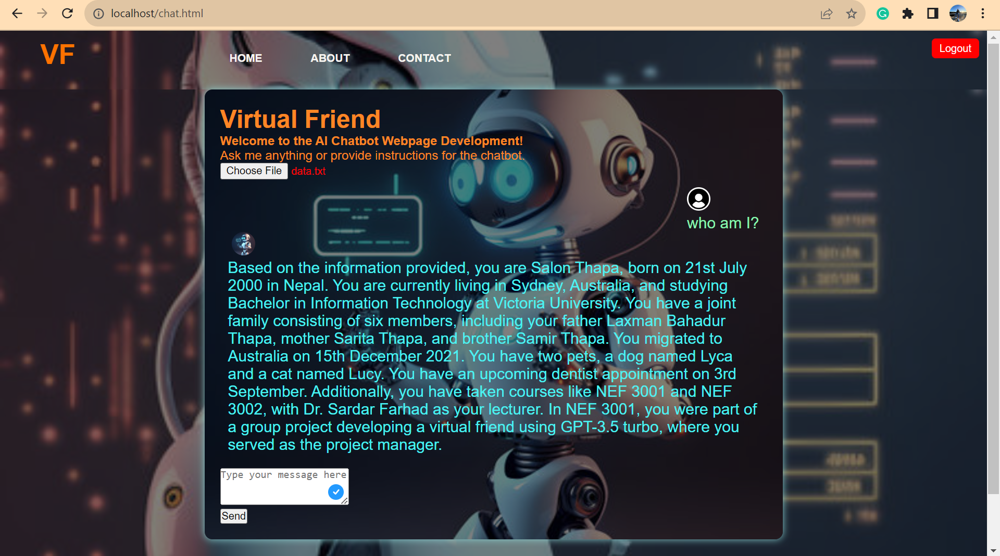 localhost/chat.html
VF
HOME
ABOUT
CONTACT
Logout
Virtual Friend
Welcome to the AI Chatbot Webpage Development!
Ask me anything or provide instructions for the chatbot.
Choose File data.txt
who am I?
Based on the information provided, you are Salon Thapa, born on 21st July
2000 in Nepal. You are currently living in Sydney, Australia, and studying
Bachelor in Information Technology at Victoria University. You have a joint
family consisting of six members, including your father Laxman Bahadur
Thapa, mother Sarita Thapa, and brother Samir Thapa. You migrated to
Australia on 15th December 2021. You have two pets, a dog named Lyca
and a cat named Lucy. You have an upcoming dentist appointment on 3rd
September. Additionally, you have taken courses like NEF 3001 and NEF
3002, with Dr. Sardar Farhad as your lecturer. In NEF 3001, you were part of
a group project developing a virtual friend using GPT-3.5 turbo, where you
served as the project manager.
Type your message here
Send